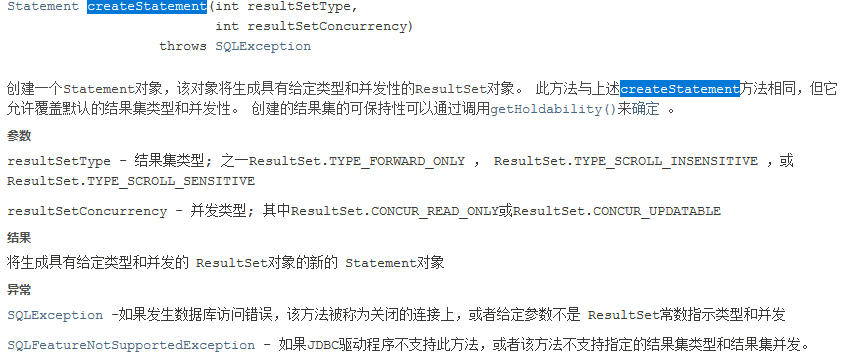 Statement createStatement(int resultSetType,
int resultSetConcurrency)
throws SQLException
创建一个Statement对象，该对象将生成具有给定类型和并发性的ResultSet对象。 此方法与上述createStatement方法相同，但它
允许覆盖默认的结果集类型和并发性。 创建的结果集的可保持性可以通过调用getHoldability()来确定 。
参数
resultSetType - 结果集类型; 之一ResultSet.TYPE_FORWARD_ONLY ， ResultSet.TYPE_SCROLL_INSENSITIVE ，或
ResultSet.TYPE_SCROLL_SENSITIVE
resultSetConcurrency - 并发类型; 其中ResultSet.CONCUR_READ_ONLY或ResultSet.CONCUR_UPDATABLE
结果
将生成具有给定类型和并发的 ResultSet对象的新的 Statement对象
异常
SQLException -如果发生数据库访问错误，该方法被称为关闭的连接上，或者给定参数不是 ResultSet常数指示类型和并发
SQLFeatureNotSupportedException - 如果JDBC驱动程序不支持此方法，或者该方法不支持指定的结果集类型和结果集并发。